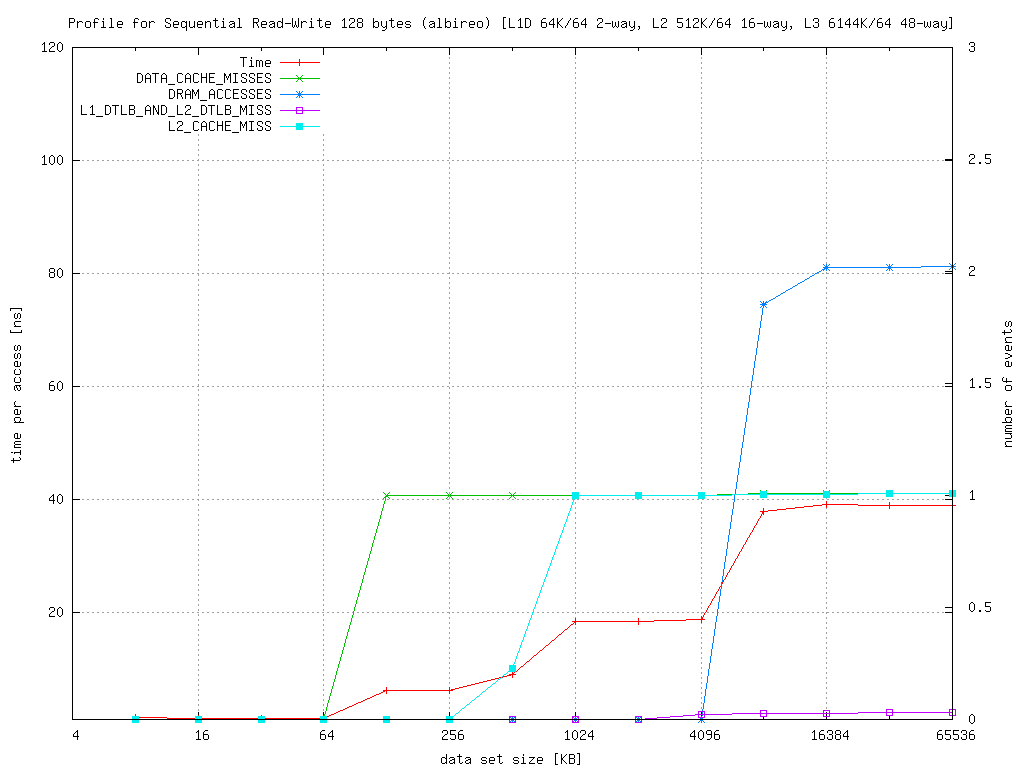 Profile for Sequential Read-Write 128 bytes (albireo) [L1D 64K/64 2-way, L2 512K/64 16-way, L3 6144K/64 48-way]
120
100
80
60
40
20
3
2.5
2
1.5
1
0.5
0
Time
DATA_CACHE_MISSES
DRAM_ACCESSES
L1_DTLB_AND_L2_DTLB_MISS
L2_CACHE_MISS
time per access [ns]
number of events
4 16 64 256 1024 4096 16384 65536
data set size [KB]